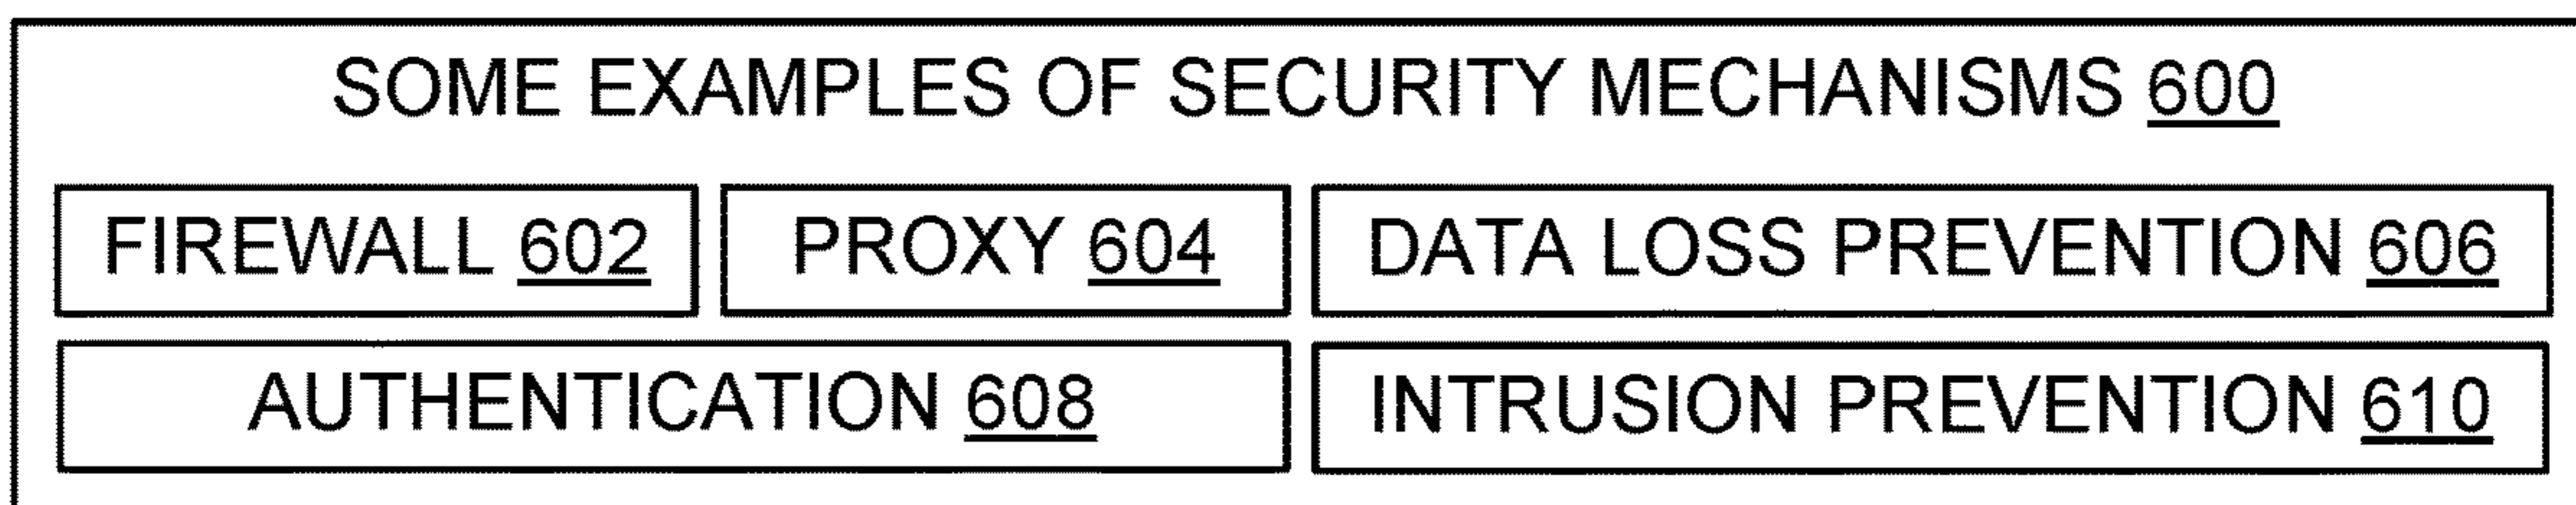 SOME EXAMPLES OF SECURITY MECHANISMS 600
FIREWALL 602 PROXY 604 DATA LOSS PREVENTION 606
AUTHENTICATION 608 INTRUSION PREVENTION 610